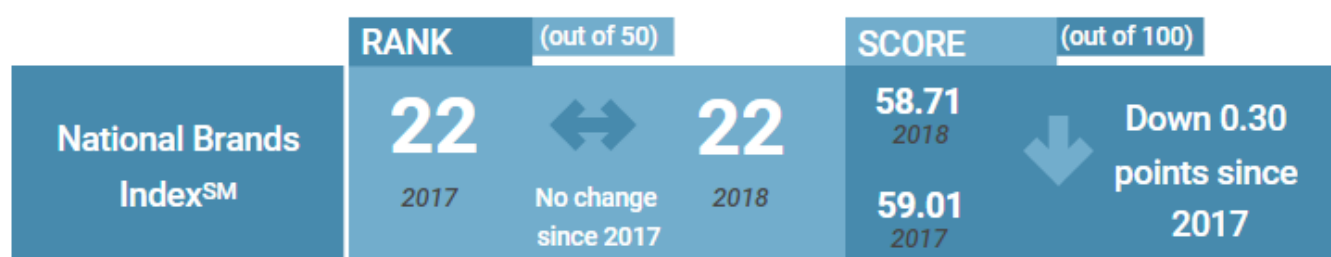 RANK (out of 50)
SCORE (out of 100)
National Brands
Index℠
22
2017
No change
since 2017
22
2018
58.71
2018
59.01
2017
Down 0.30
points since
2017